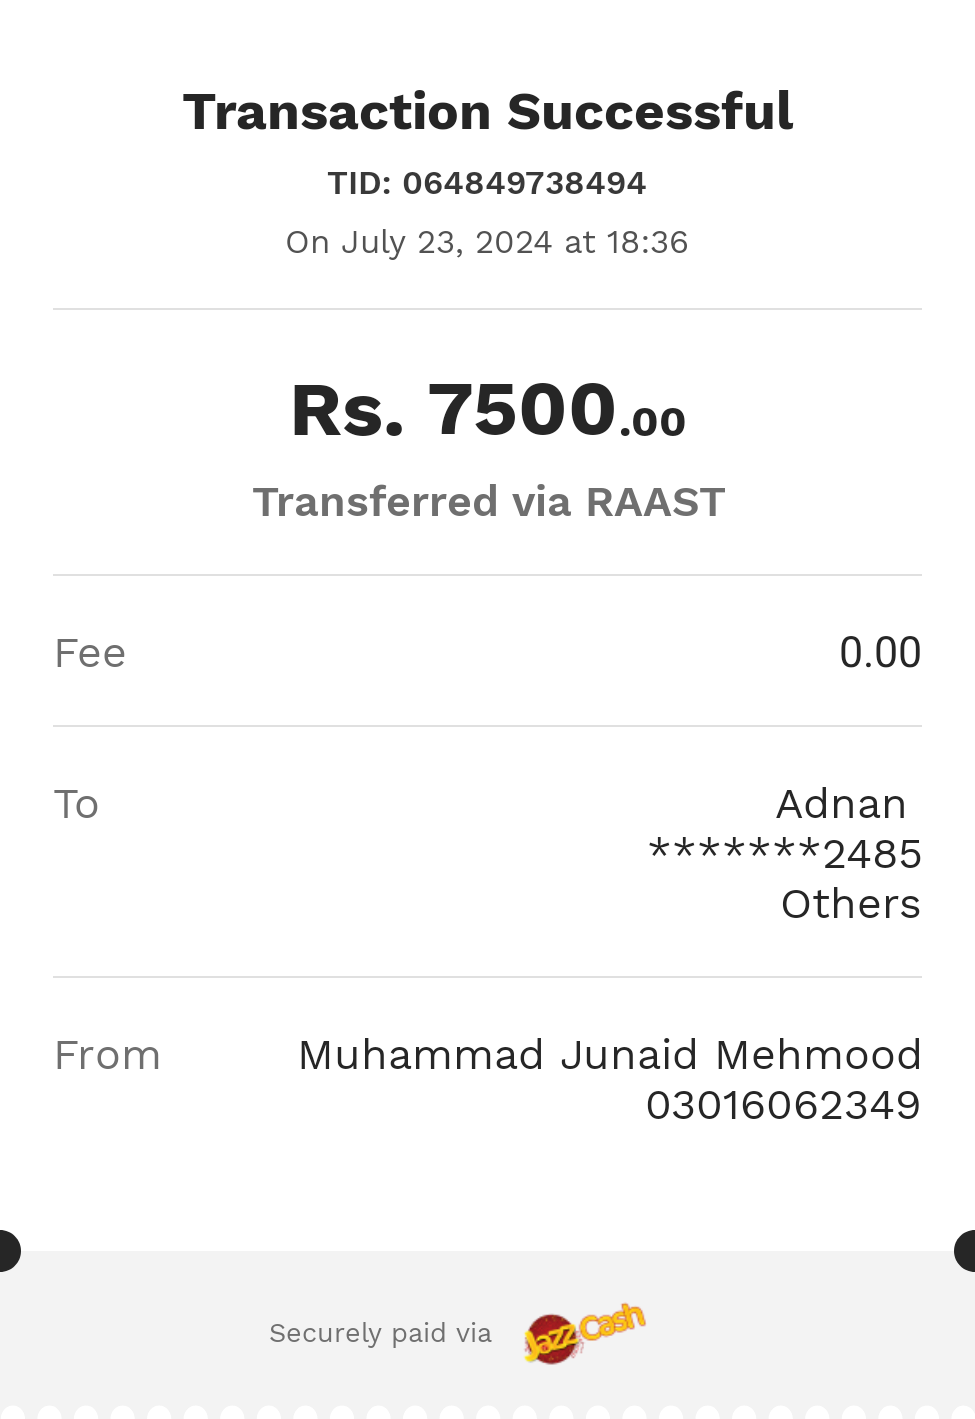 Transaction Successful
TID: 064849738494
On July 23, 2024 at 18:36
Rs. 7500.00
Transferred via RAAST
Fee 0.00
To Adnan
*******2485
Others
From Muhammad Junaid Mehmood
03016062349
Securely paid via JazzCash